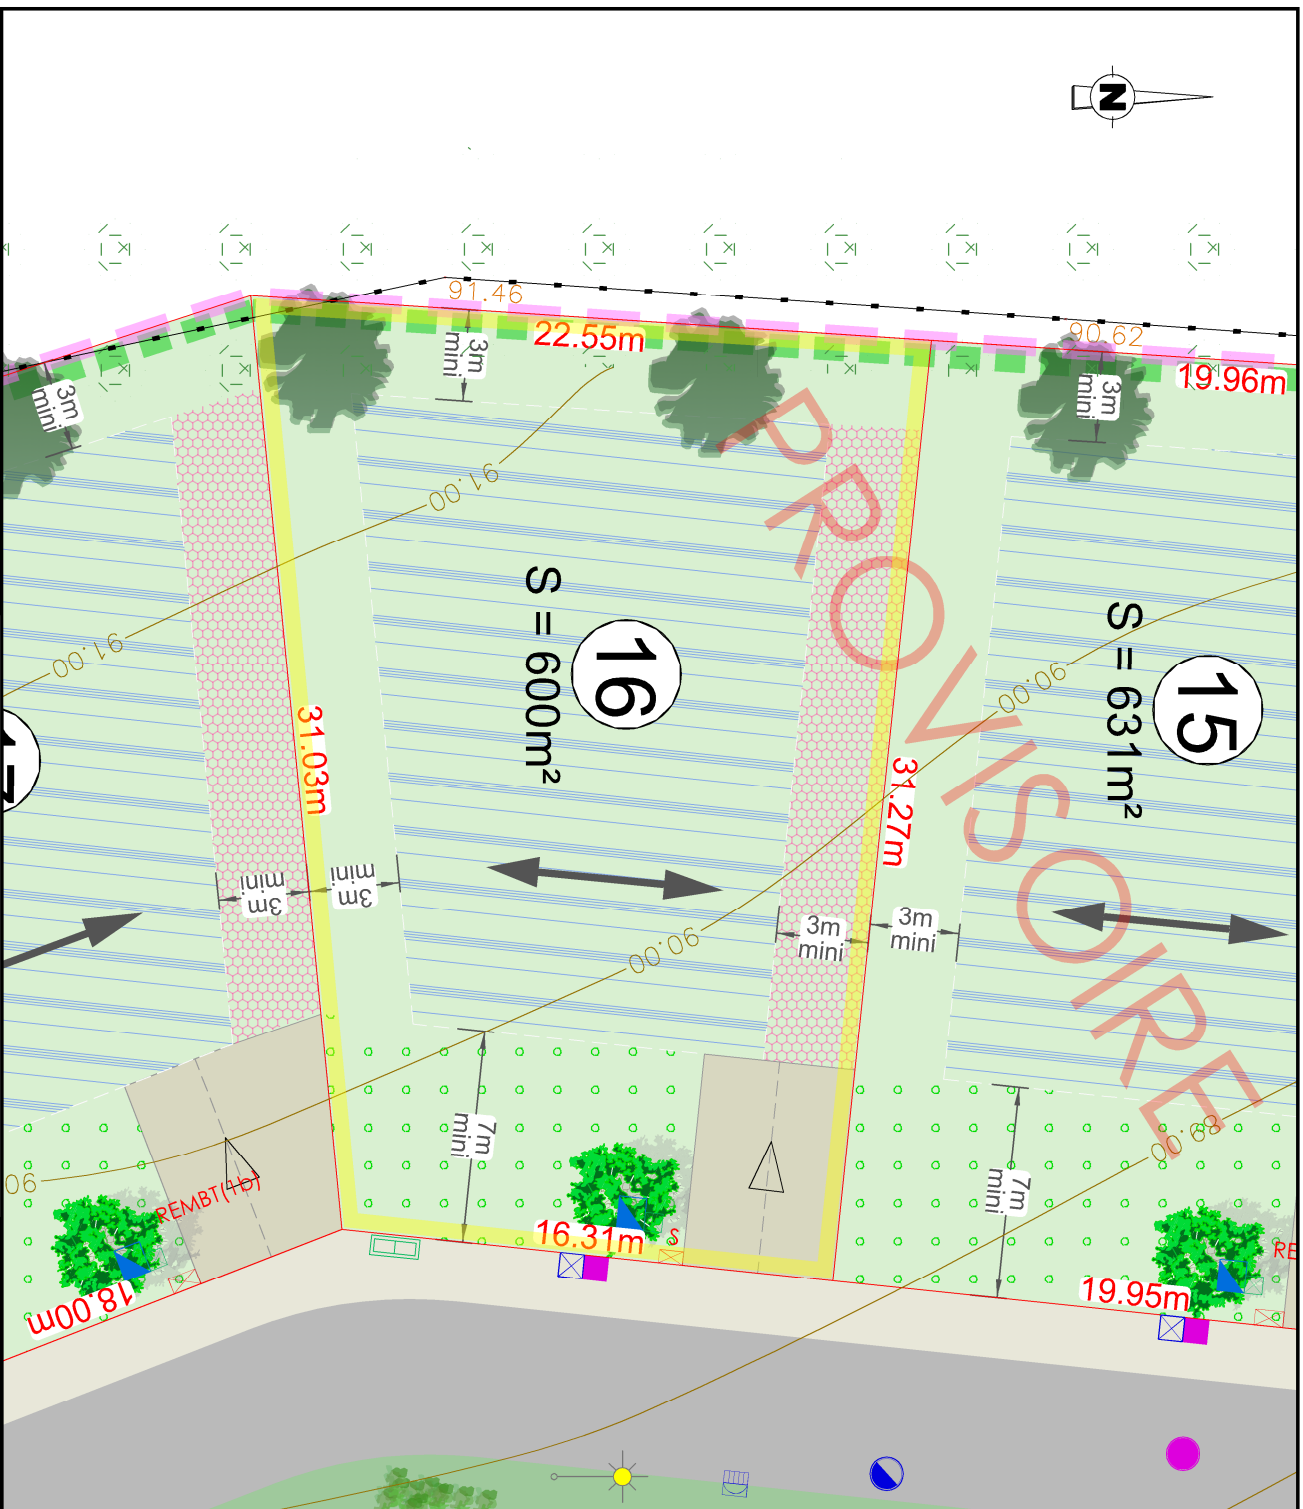 N
91.46
22.55m
90.62
19.96m
3m
mini
3m
mini
3m
mini
91.00
91.00
90.00
90.00
89.00
PROVISOIRE
16
S = 600m²
15
S = 631m²
31.03m
31.27m
3m
mini
3m
mini
3m
mini
3m
mini
7m
mini
7m
mini
REMBT(1b)
18.00m
16.31m
S
19.95m